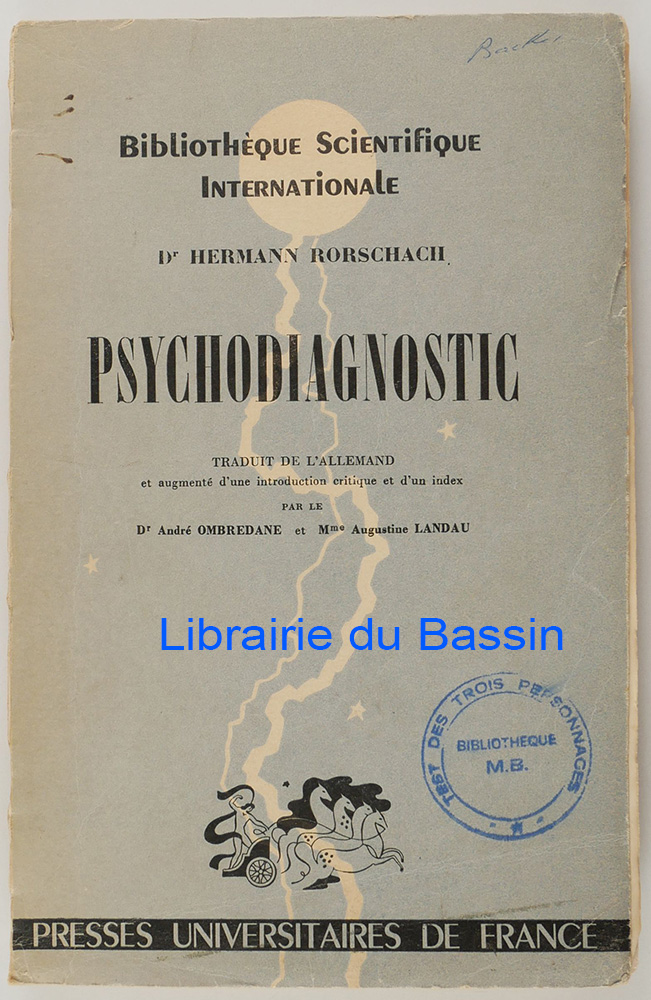 Bibliothèque Scientifique
Internationale
Dr HERMANN RORSCHACH
PSYCHODIAGNOSTIC
TRADUIT DE L'ALLEMAND
et augmenté d'une introduction critique et d'un index
PAR LE
Dr André OMBREDANE et Mme Augustine LANDAU
Librairie du Bassin
TEST DES TROIS PERSONNAGES
BIBLIOTHEQUE
M.B.
PRESSES UNIVERSITAIRES DE FRANCE